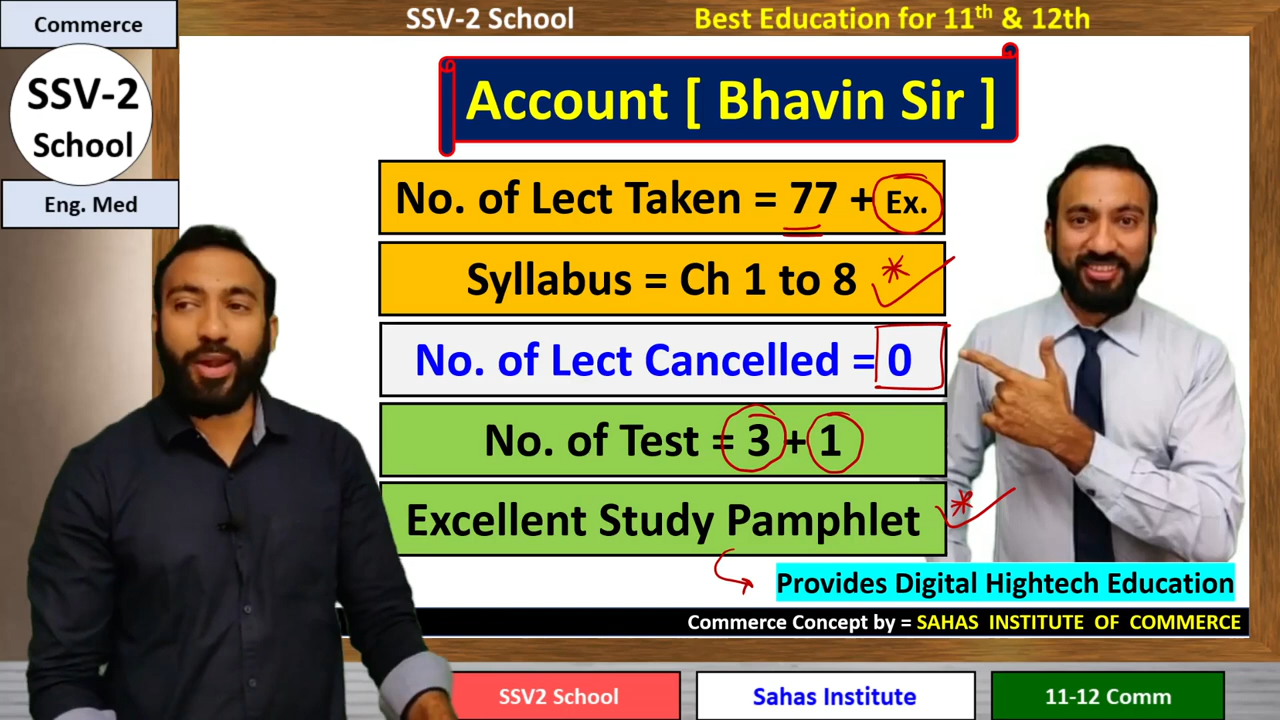 Commerce
SSV-2
School
Eng. Med
SSV-2 School
Best Education for 11th & 12th
Account [ Bhavin Sir ]
No. of Lect Taken = 77 + Ex.
Syllabus = Ch 1 to 8 *
No. of Lect Cancelled = 0
No. of Test = 3 + 1
Excellent Study Pamphlet *
Provides Digital Hightech Education
Commerce Concept by = SAHAS INSTITUTE OF COMMERCE
SSV2 School
Sahas Institute
11-12 Comm